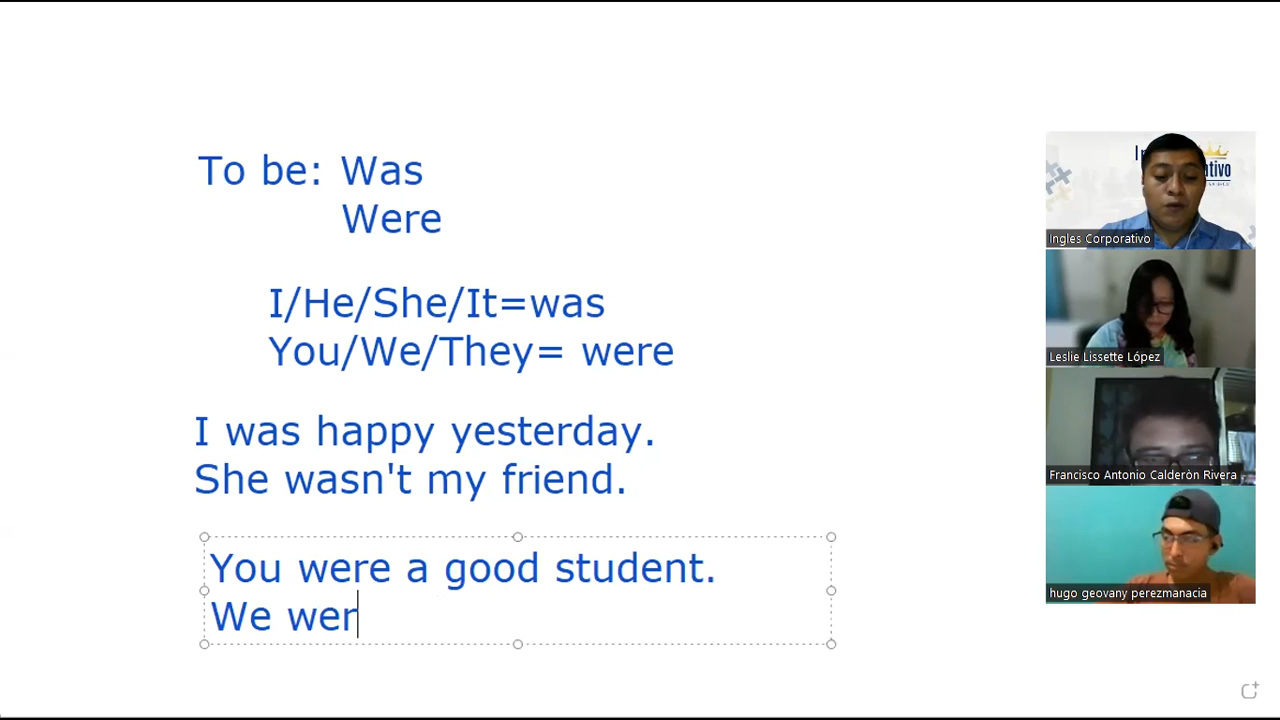 To be: Was
Were
I/He/She/It=was
You/We/They= were
I was happy yesterday.
She wasn't my friend.
You were a good student.
We wer
Ingles Corporativo
Leslie Lissette López
Francisco Antonio Calderòn Rivera
hugo geovany perezmanacia